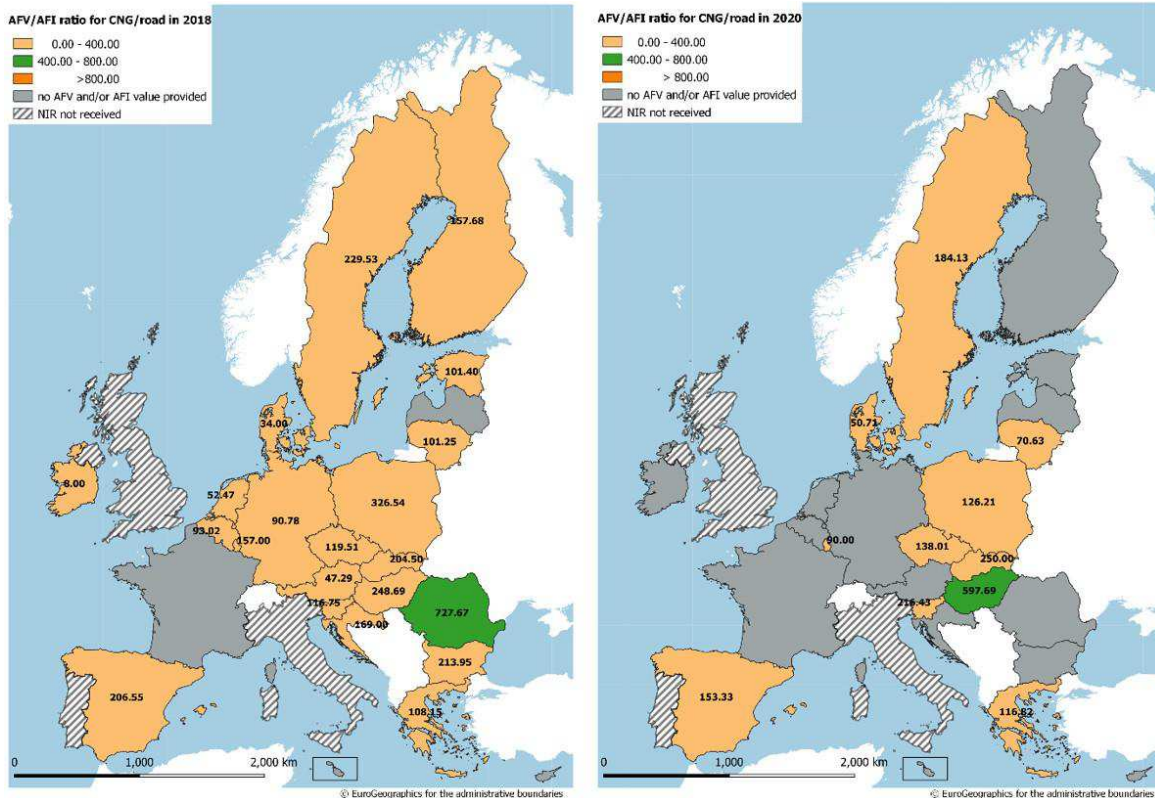 AFV/AFI ratio for CNG/road in 2018
0.00 - 400.00
400.00 - 800.00
>800.00
no AFV and/or AFI value provided
NIR not received
157.68
229.53
101.40
34.00
101.25
8.00
52.47
326.54
90.78
93.02
157.00
119.51
204.50
47.29
248.69
116.75
169.00
727.67
213.95
206.55
108.15
0
1,000
2,000 km
© EuroGeographics for the administrative boundaries
AFV/AFI ratio for CNG/road in 2020
0.00 - 400.00
400.00 - 800.00
> 800.00
no AFV and/or AFI value provided
NIR not received
184.13
50.71
70.63
126.21
90.00
138.01
250.00
597.69
216.43
153.33
116.82
0
1,000
2,000 km
© EuroGeographics for the administrative boundaries